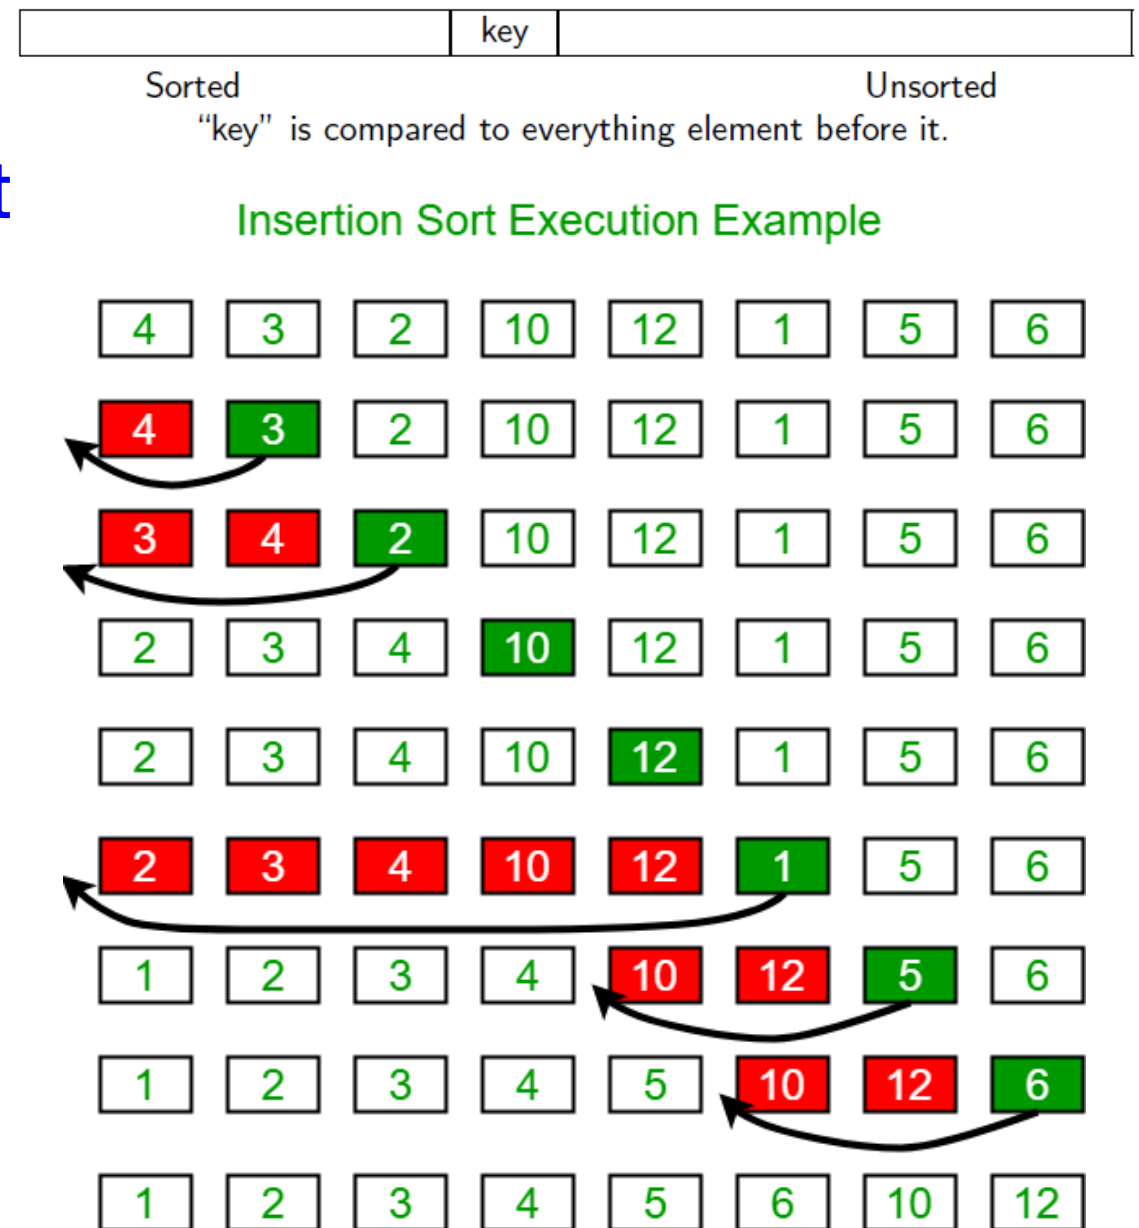 key
Sorted Unsorted
“key” is compared to everything element before it.
t
Insertion Sort Execution Example
4 3 2 10 12 1 5 6
4 3 2 10 12 1 5 6
3 4 2 10 12 1 5 6
2 3 4 10 12 1 5 6
2 3 4 10 12 1 5 6
2 3 4 10 12 1 5 6
1 2 3 4 10 12 5 6
1 2 3 4 5 10 12 6
1 2 3 4 5 6 10 12